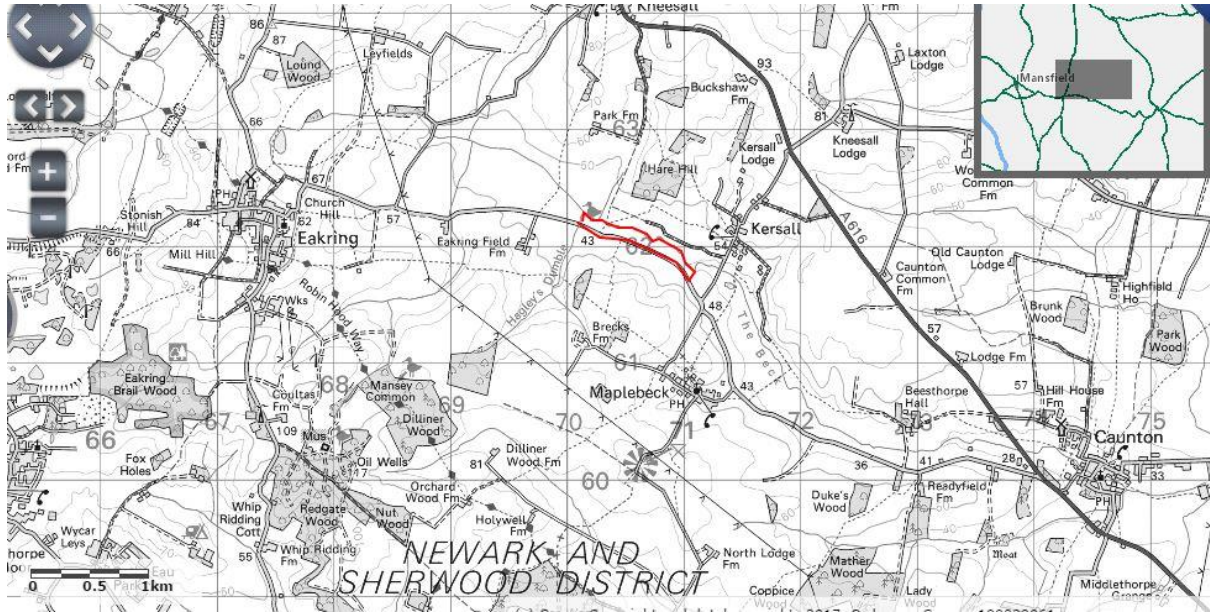 Kneesall
86
87
Leyfields
Lound
Wood
93
Laxton
Lodge
Buckshaw
Fm
Mansfield
Park Fm
63
81
Kneesall
Lodge
66
Kersall
Lodge
Hare Hill
Common
Fm
67
PH
Church
Hill
Stonish
Hill
84
62
57
Eakring
Eakring Field
Fm
43
62
54
Kersall
A 616
Mill Hill
66
Old Caunton
Lodge
Caunton
Common
Fm
Highfield
Ho
Hagley's Dumble
Robin Hood Way
Wks
48
The Beck
Brunk
Wood
57
Park
Wood
Brecks
Fm
61
Lodge Fm
Eakring
Brail Wood
68
Mansey
Common
Maplebeck
43
Beesthorpe
Hall
57
Hill House
Fm
67
Coultas
Fm
69
70
PH
71
72
73
74
75
66
109
Dilliner
Wood
Caunton
Mus
Fox
Holes
Oil Wells
Dilliner
Wood Fm
81
60
36
41
28
33
Orchard
Wood Fm
Duke's
Wood
Readyfield
Fm
PH
Whip
Ridding
Cott
Redgate
Wood
Nut
Wood
Holywell
Fm
Wycar
Leys
55
Whip Ridding
Fm
NEWARK AND
SHERWOOD DISTRICT
North Lodge
Moat
Mather
Wood
Coppice
Wood
Lady
Wood
Middlethorpe
Grange
0 0.5 1km